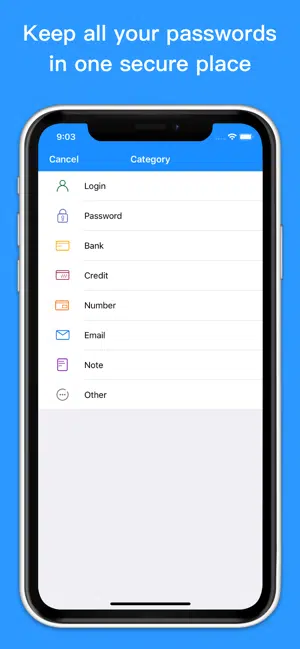 Keep all your passwords
in one secure place
9:03
Cancel Category
Login
Password
Bank
Credit
Number
Email
Note
Other